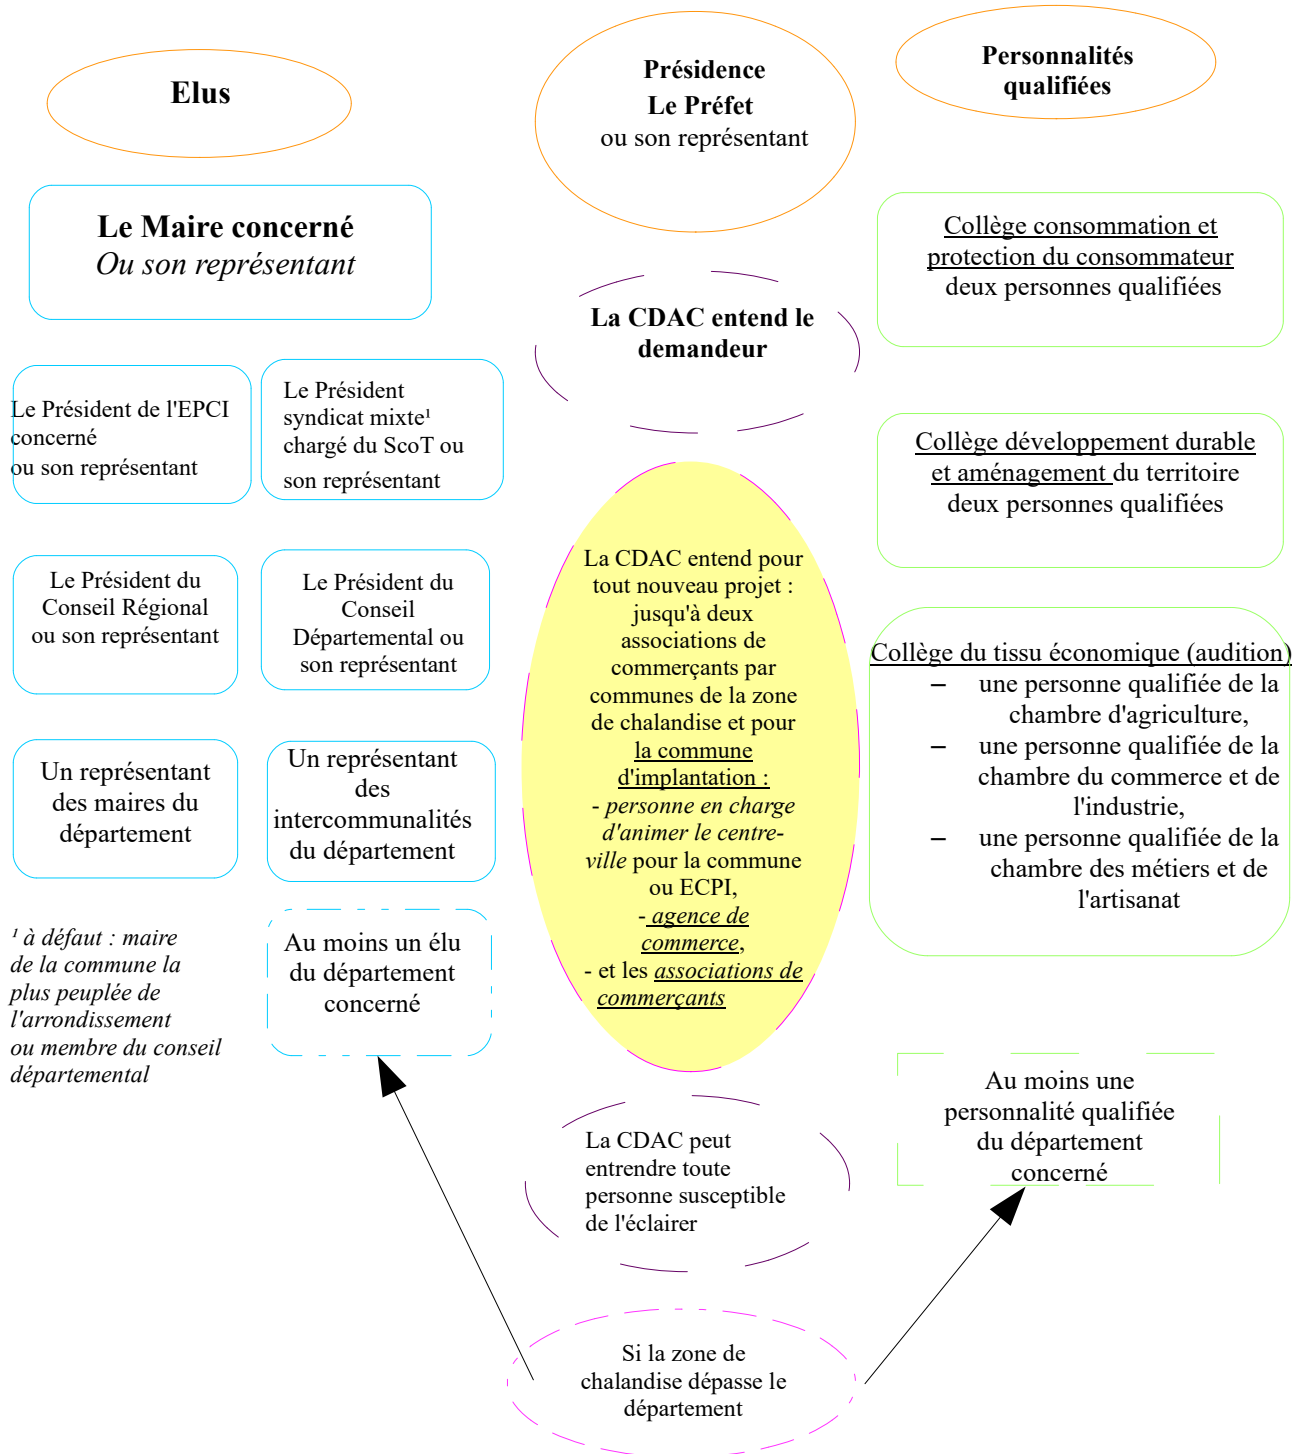 Elus
Le Maire concerné
Ou son représentant
Le Président de l'EPCI
concerné
ou son représentant
Le Président
syndicat mixte¹
chargé du ScoT ou
son représentant
Le Président du
Conseil Régional
ou son représentant
Le Président du
Conseil
Départemental ou
son représentant
Un représentant
des maires du
département
Un représentant
des
intercommunalités
du département
¹ à défaut : maire
de la commune la
plus peuplée de
l'arrondissement
ou membre du conseil
départemental
Au moins un élu
du département
concerné
Présidence
Le Préfet
ou son représentant
La CDAC entend le
demandeur
La CDAC entend pour
tout nouveau projet :
jusqu'à deux
associations de
commerçants par
communes de la zone
de chalandise et pour
la commune
d'implantation :
- personne en charge
d'animer le centre-
ville pour la commune
ou ECPI,
- agence de
commerce,
- et les associations de
commerçants
La CDAC peut
entrendre toute
personne susceptible
de l'éclairer
Si la zone de
chalandise dépasse le
département
Personnalités
qualifiées
Collège consommation et
protection du consommateur
deux personnes qualifiées
Collège développement durable
et aménagement du territoire
deux personnes qualifiées
Collège du tissu économique (audition)
– une personne qualifiée de la
chambre d'agriculture,
– une personne qualifiée de la
chambre du commerce et de
l'industrie,
– une personne qualifiée de la
chambre des métiers et de
l'artisanat
Au moins une
personnalité qualifiée
du département
concerné